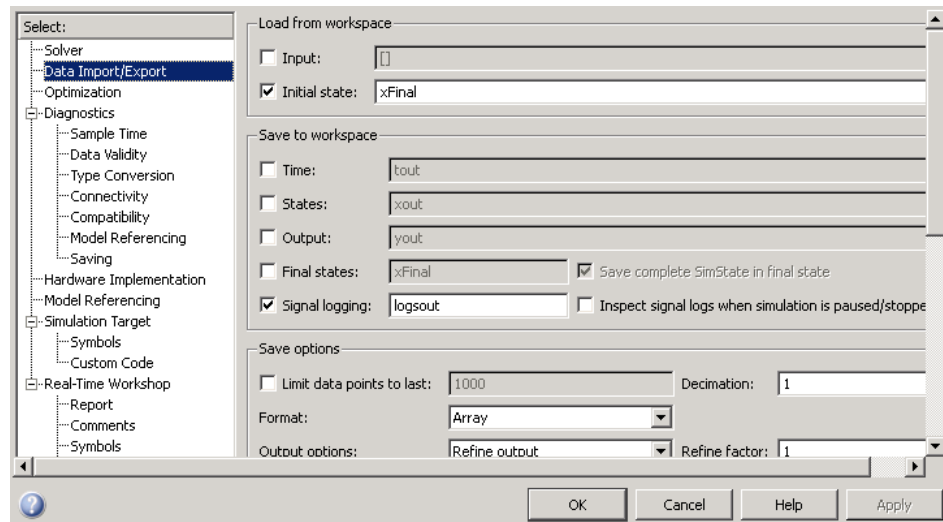 Select:
Solver
Data Import/Export
Optimization
Diagnostics
Sample Time
Data Validity
Type Conversion
Connectivity
Compatibility
Model Referencing
Saving
Hardware Implementation
Model Referencing
Simulation Target
Symbols
Custom Code
Real-Time Workshop
Report
Comments
Symbols
Load from workspace
Input: []
Initial state: xFinal
Save to workspace
Time: tout
States: xout
Output: yout
Final states: xFinal Save complete SimState in final state
Signal logging: logsout Inspect signal logs when simulation is paused/stoppe
Save options
Limit data points to last: 1000 Decimation: 1
Format: Array
Output options: Refine output Refine factor: 1
? OK Cancel Help Apply